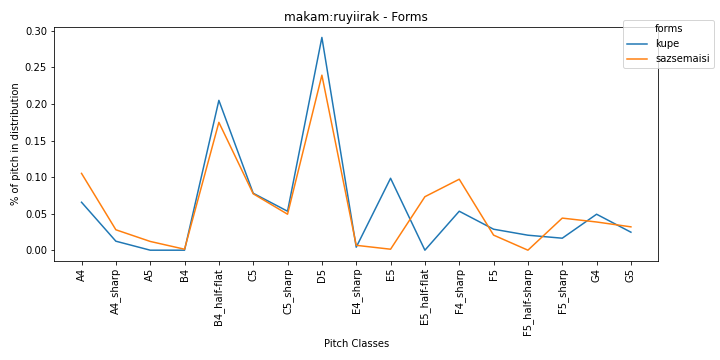 makam:ruyiirak - Forms
forms
kupe
sazsemaisi
% of pitch in distribution
0.30
0.25
0.20
0.15
0.10
0.05
0.00
A4
A4_sharp
A5
B4
B4_half-flat
C5
C5_sharp
D5
E4_sharp
E5
E5_half-flat
F4_sharp
F5
F5_half-sharp
F5_sharp
G4
G5
Pitch Classes